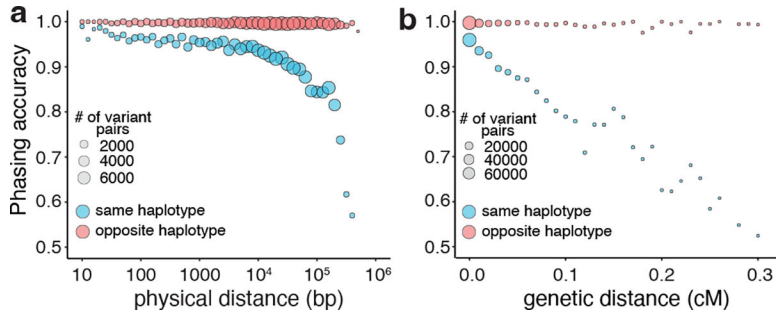 a
Phasing accuracy
1.0
0.9
0.8
0.7
0.6
0.5
# of variant
pairs
2000
4000
6000
same haplotype
opposite haplotype
10 100 1000 10⁴ 10⁵ 10⁶
physical distance (bp)
b
1.0
0.9
0.8
0.7
0.6
0.5
# of variant
pairs
20000
40000
60000
same haplotype
opposite haplotype
0.0 0.1 0.2 0.3
genetic distance (cM)